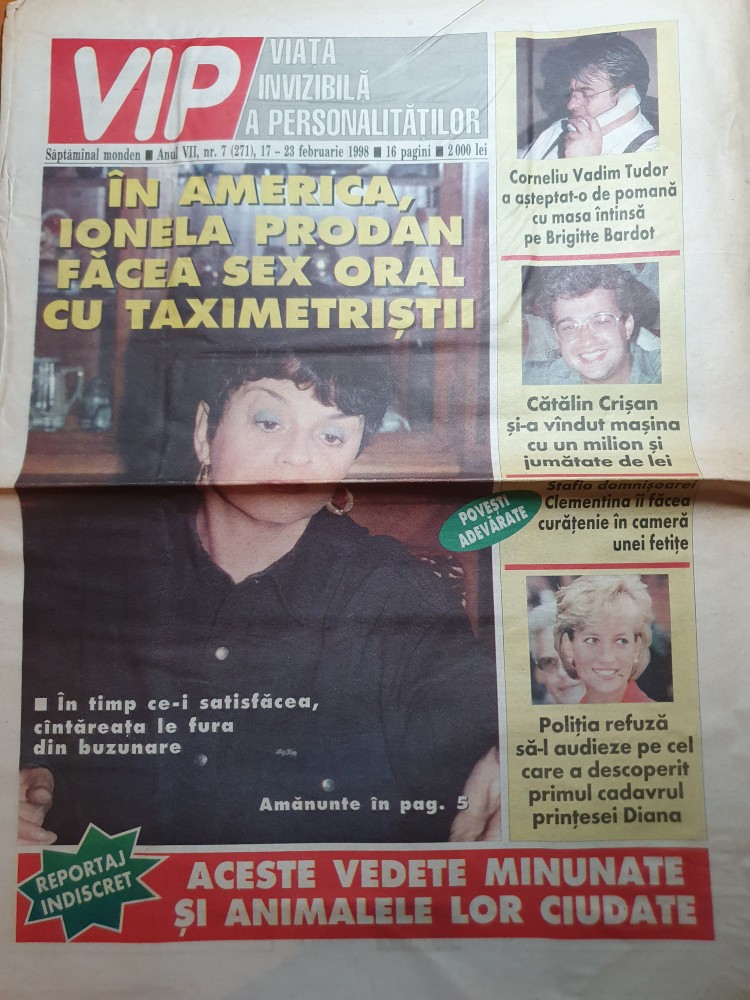 VIP
VIAȚA
INVIZIBILĂ
A PERSONALITĂȚILOR
Săptămînal monden ■ Anul VII, nr. 7 (271), 17 – 23 februarie 1998 ■ 16 pagini ■ 2 000 lei
ÎN AMERICA,
IONELA PRODAN
FĂCEA SEX ORAL
CU TAXIMETRIȘTII
■ În timp ce-i satisfăcea,
cîntăreața le fura
din buzunare
Amănunte în pag. 5
Corneliu Vadim Tudor
a așteptat-o de pomană
cu masa întinsă
pe Brigitte Bardot
Cătălin Crișan
și-a vîndut mașina
cu un milion și
jumătate de lei
POVEȘTI
ADEVĂRATE
Stafia domnișoarei
Clementina îi făcea
curățenie în cameră
unei fetițe
Poliția refuză
să-l audieze pe cel
care a descoperit
primul cadavrul
prințesei Diana
REPORTAJ
INDISCRET
ACESTE VEDETE MINUNATE
ȘI ANIMALELE LOR CIUDATE